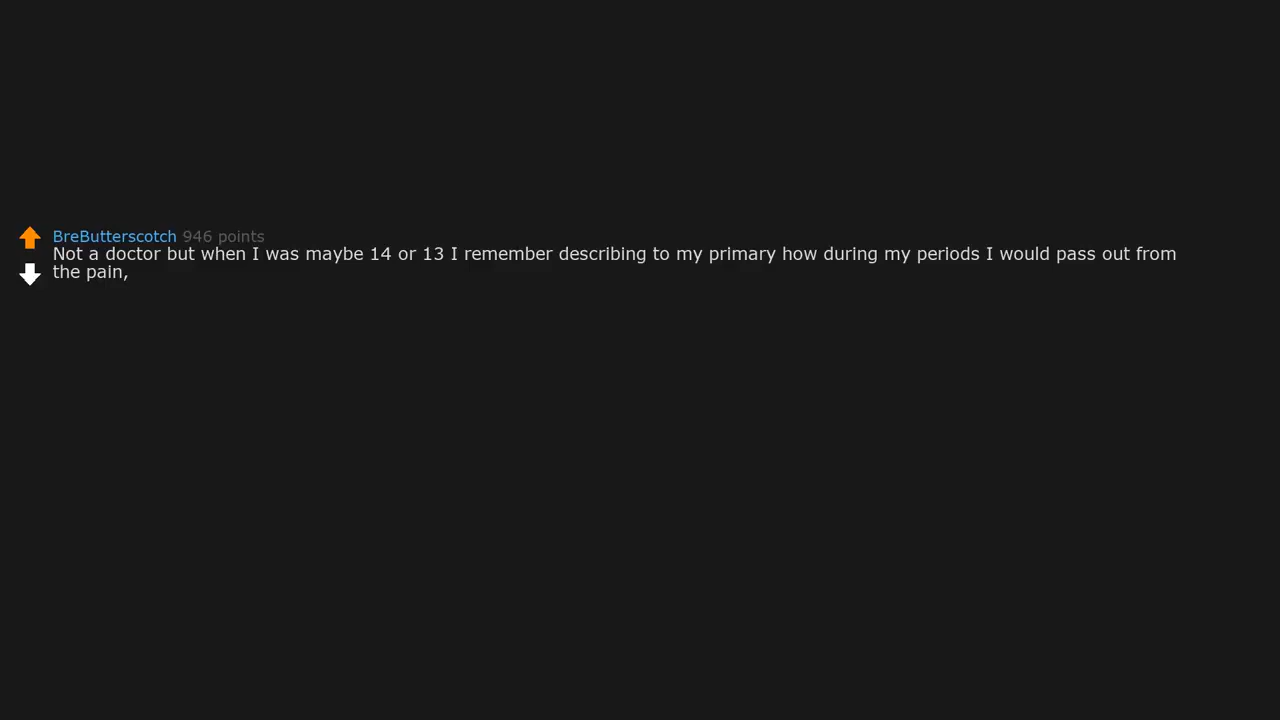 BreButterscotch 946 points
Not a doctor but when I was maybe 14 or 13 I remember describing to my primary how during my periods I would pass out from
the pain,